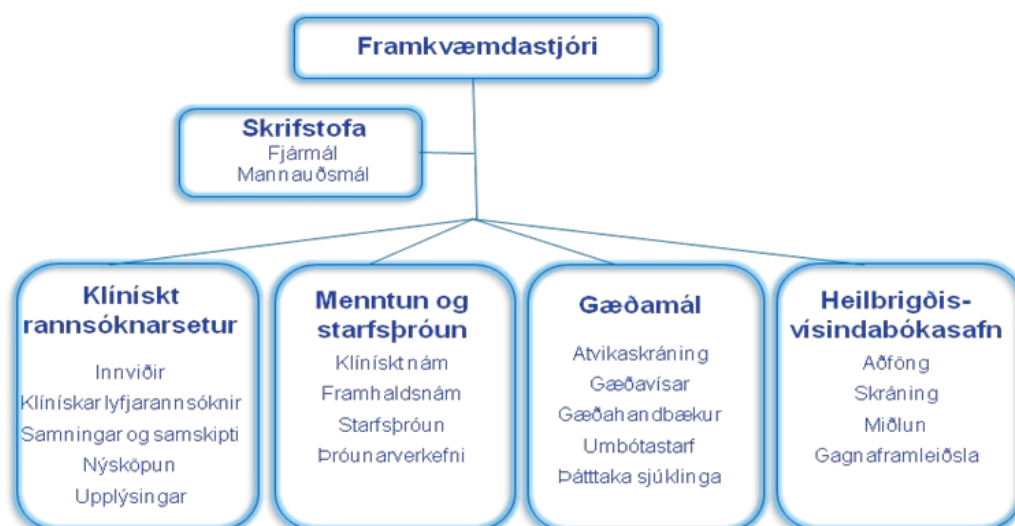 Framkvæmdastjóri
Skrifstofa
Fjármál
Mannauðsmál
Klínískt
rannsóknarsetur
Innviðir
Klínískar lyfjarannsóknir
Samningar og samskipti
Nýsköpun
Upplýsingar
Menntun og
starfsþróun
Klínískt nám
Framhaldsnám
Starfsþróun
Þróunarverkefni
Gæðamál
Atvikaskráning
Gæðavísar
Gæðahandbækur
Umbótastarf
Þátttaka sjúklinga
Heilbrigðis-
vísindabókasafn
Aðföng
Skráning
Miðlun
Gagnaframleiðsla